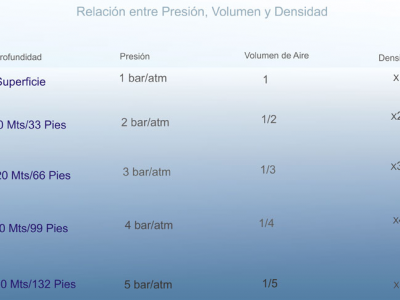 Relación entre Presión, Volumen y Densidad
rofundidad Presión Volumen de Aire Densi
Superficie 1 bar/atm 1 x
0 Mts/33 Pies 2 bar/atm 1/2 x2
20 Mts/66 Pies 3 bar/atm 1/3 x3
0 Mts/99 Pies 4 bar/atm 1/4 x4
0 Mts/132 Pies 5 bar/atm 1/5 x